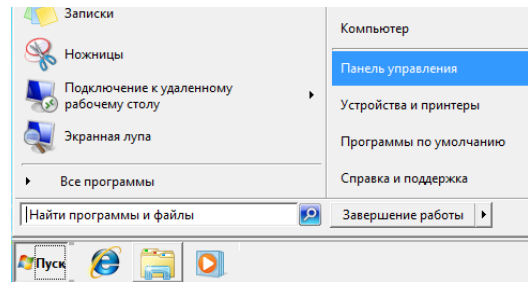 Записки
Ножницы
Подключение к удаленному
рабочему столу
Экранная лупа
Все программы
Найти программы и файлы
Компьютер
Панель управления
Устройства и принтеры
Программы по умолчанию
Справка и поддержка
Завершение работы
Пуск